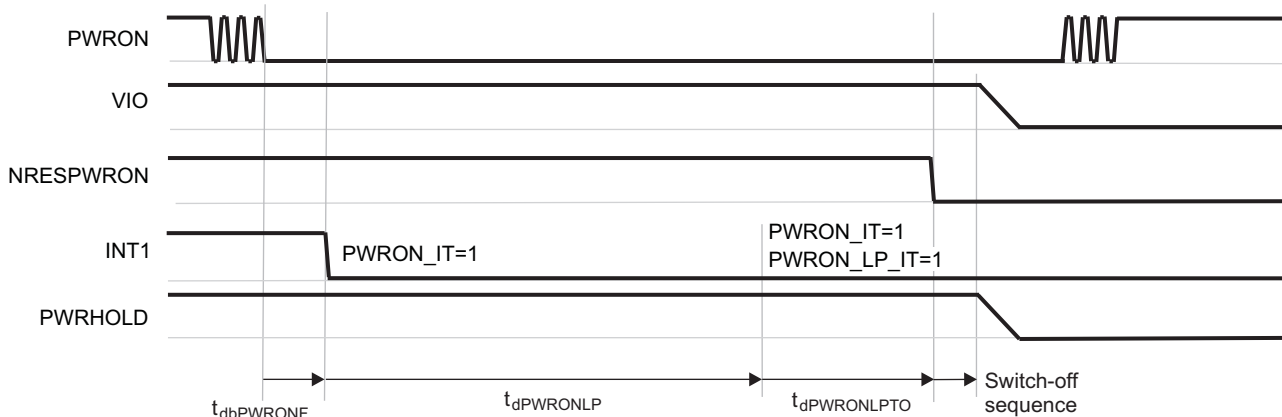 PWRON
VIO
NRESPWRON
INT1
PWRON_IT=1
PWRON_IT=1
PWRON_LP_IT=1
PWRHOLD
tdbPWRONF
tdPWRONLP
tdPWRONLPTO
Switch-off
sequence